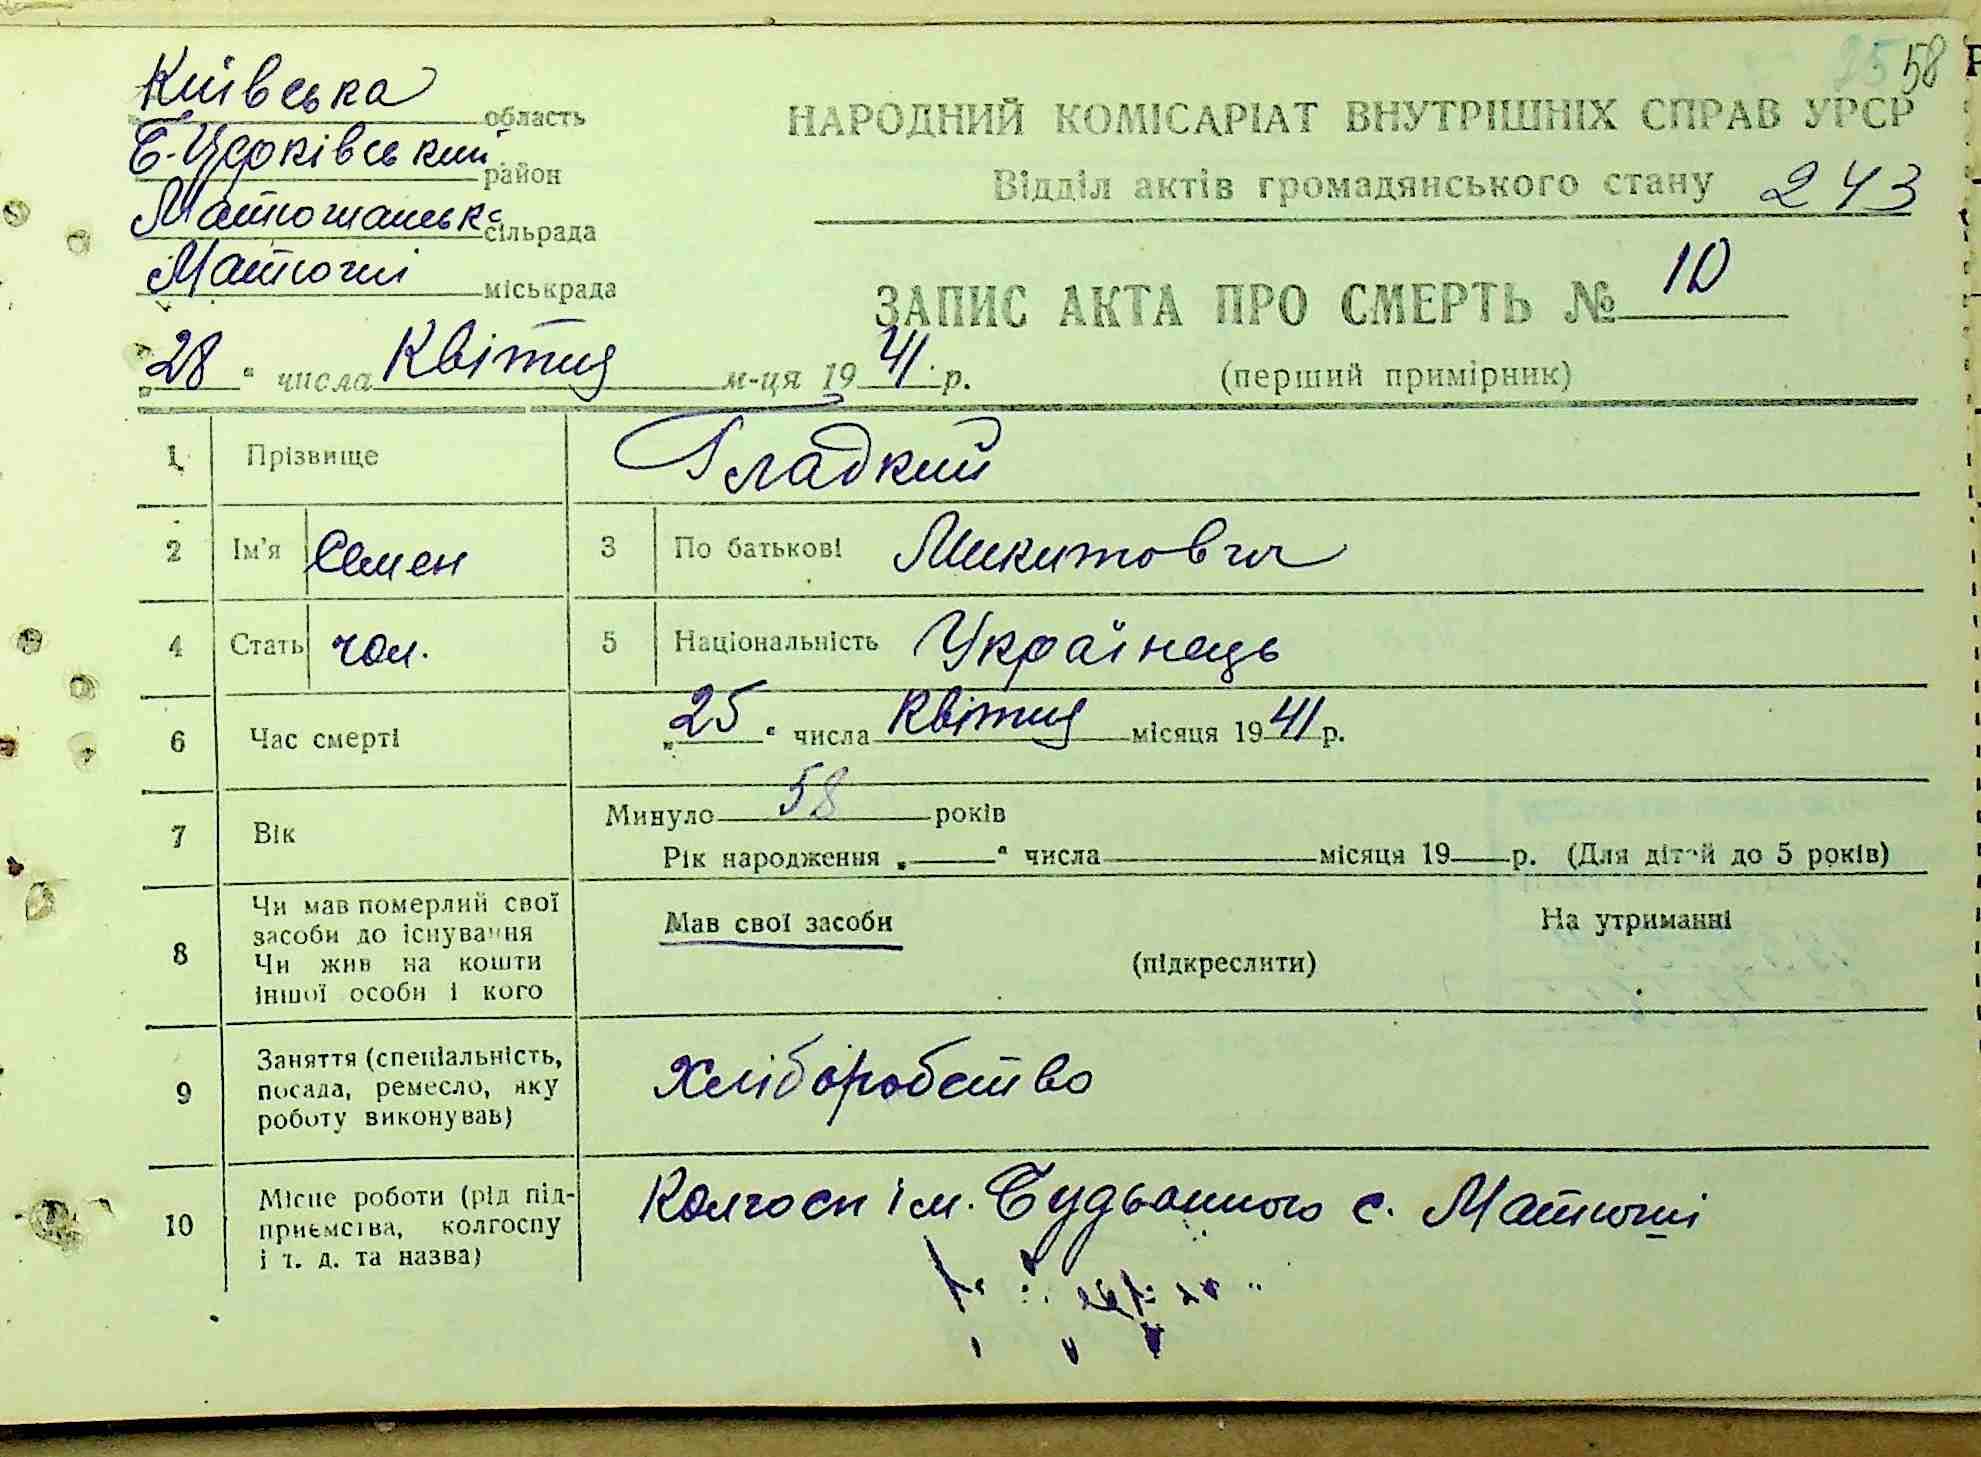 58
Київська область
Б-Церківський район
Матюшанська сільрада
Матюші міськрада
НАРОДНИЙ КОМІСАРІАТ ВНУТРІШНІХ СПРАВ УРСР
Відділ актів громадянського стану 243
ЗАПИС АКТА ПРО СМЕРТЬ № 10
(перший примірник)
„28“ числа Квітня м-ця 1941 р.
1 Прізвище Гладкий
2 Ім'я Семен 3 По батькові Микитович
4 Стать чол. 5 Національність Українець
6 Час смерті „25“ числа Квітня місяця 1941 р.
7 Вік Минуло 58 років
Рік народження „ “ числа місяця 19 р. (Для дітей до 5 років)
8 Чи мав померлий свої
засоби до існування
Чи жив на кошти
іншої особи і кого
Мав свої засоби На утриманні
(підкреслити)
9 Заняття (спеціальність,
посада, ремесло, яку
роботу виконував)
Хліборобство
10 Місце роботи (рід під-
приємства, колгоспу
і т. д. та назва)
Колгосп ім. Будьонного с. Матюші